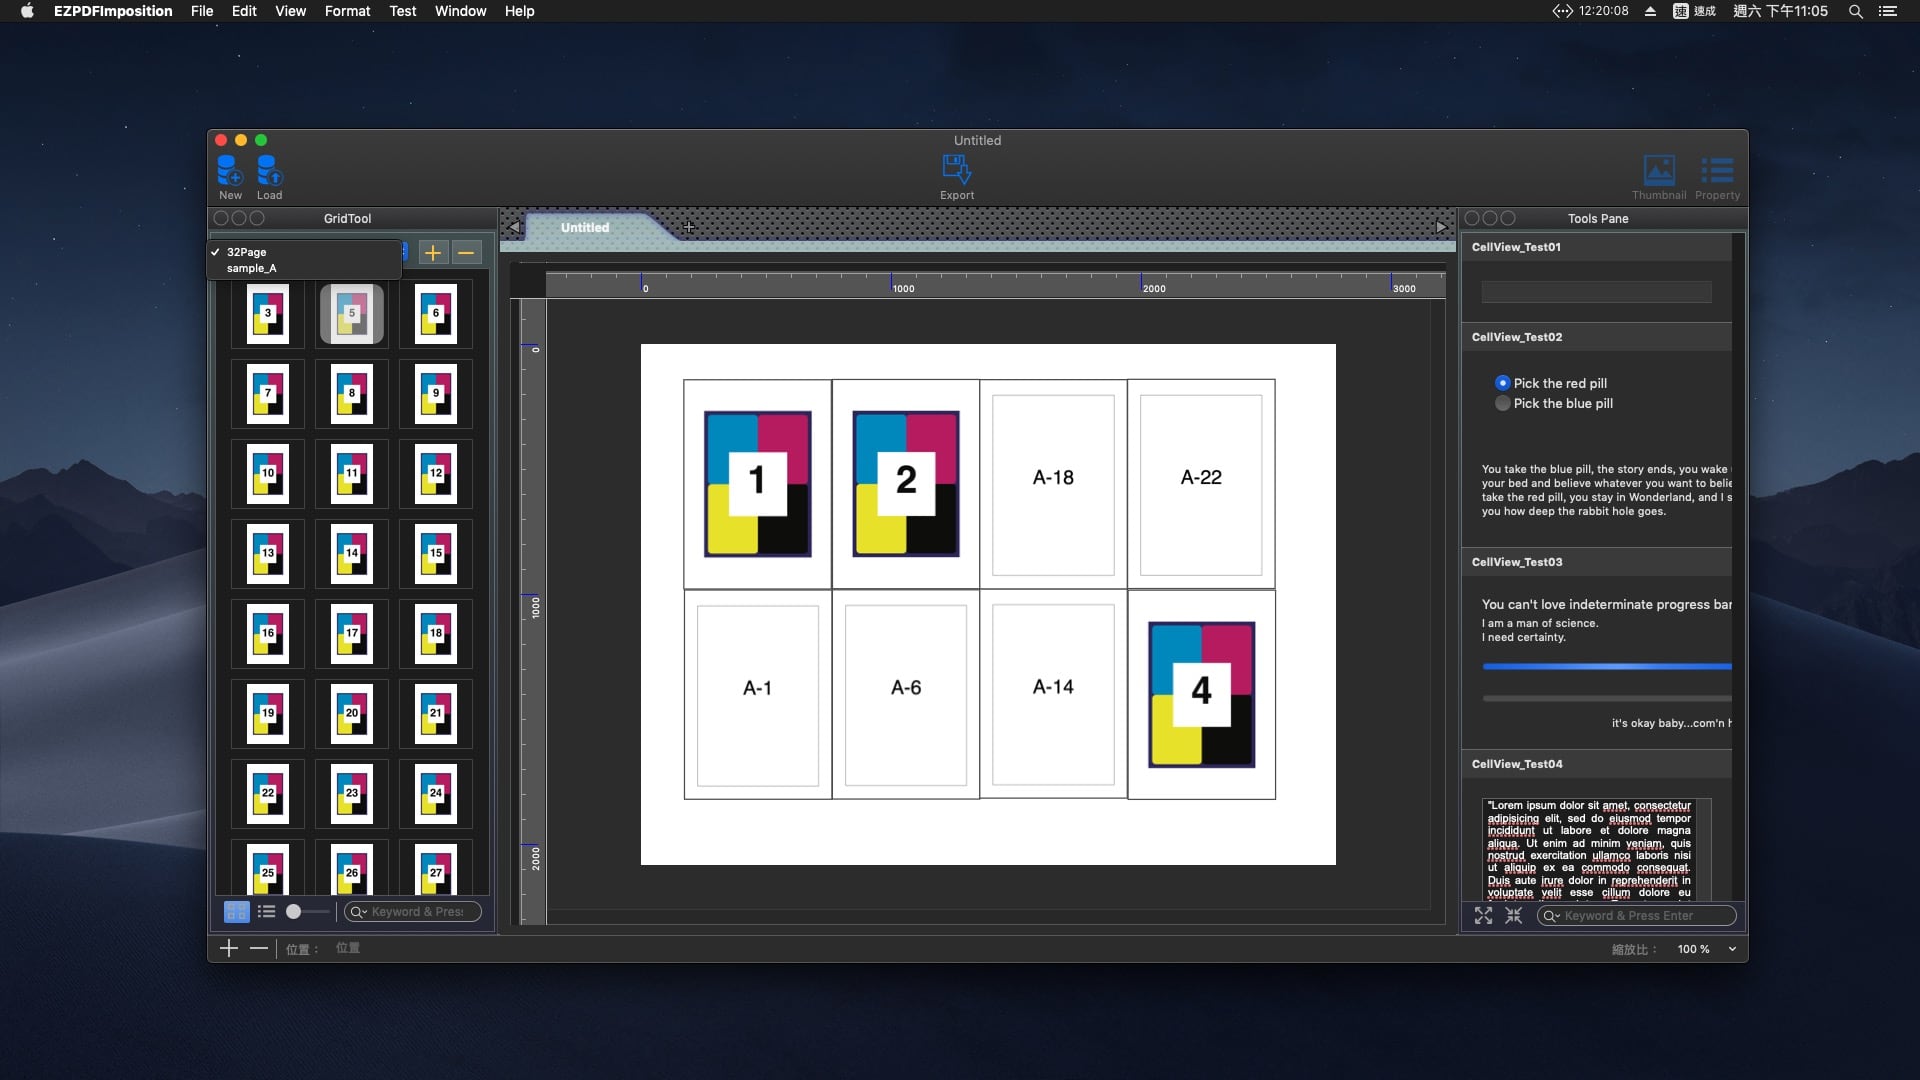 EZPDFImposition File Edit View Format Test Window Help
12:20:08 速 速成 週六 下午11:05
Untitled
New Load Export Thumbnail Property
GridTool
32Page
sample_A
3 5 6
7 8 9
10 11 12
13 14 15
16 17 18
19 20 21
22 23 24
25 26 27
Keyword & Press
Untitled
0 1000 2000 3000
0
1000
2000
1 2 A-18 A-22
A-1 A-6 A-14 4
Tools Pane
CellView_Test01
CellView_Test02
Pick the red pill
Pick the blue pill
You take the blue pill, the story ends, you wake
your bed and believe whatever you want to belie
take the red pill, you stay in Wonderland, and I s
you how deep the rabbit hole goes.
CellView_Test03
You can't love indeterminate progress bar
I am a man of science.
I need certainty.
it's okay baby...com'n h
CellView_Test04
"Lorem ipsum dolor sit amet, consectetur
adipisicing elit, sed do eiusmod tempor
incididunt ut labore et dolore magna
aliqua. Ut enim ad minim veniam, quis
nostrud exercitation ullamco laboris nisi
ut aliquip ex ea commodo consequat.
Duis aute irure dolor in reprehenderit in
voluptate velit esse cillum dolore eu
Keyword & Press Enter
位置： 位置
縮放比： 100 %